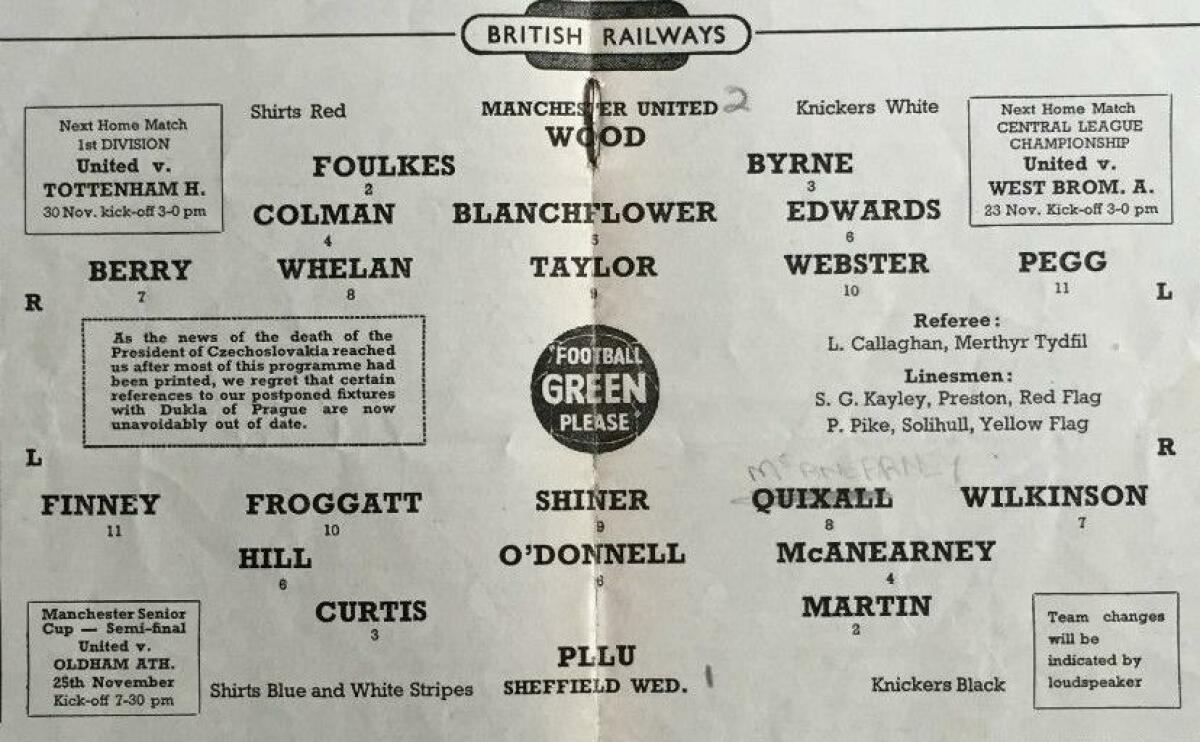 BRITISH RAILWAYS
Next Home Match
1st DIVISION
United v.
TOTTENHAM H.
30 Nov. kick-off 3-0 pm
Shirts Red
MANCHESTER UNITED 2
Knickers White
Next Home Match
CENTRAL LEAGUE
CHAMPIONSHIP
United v.
WEST BROM. A.
23 Nov. Kick-off 3-0 pm
WOOD
FOULKES BYRNE
2 3
COLMAN BLANCHFLOWER EDWARDS
4 5 6
BERRY WHELAN TAYLOR WEBSTER PEGG
7 8 9 10 11
R L
As the news of the death of the
President of Czechoslovakia reached
us after most of this programme had
been printed, we regret that certain
references to our postponed fixtures
with Dukla of Prague are now
unavoidably out of date.
"FOOTBALL
GREEN
PLEASE"
Referee:
L. Callaghan, Merthyr Tydfil
Linesmen:
S. G. Kayley, Preston, Red Flag
P. Pike, Solihull, Yellow Flag
L R
FINNEY FROGGATT SHINER QUIXALL WILKINSON
11 10 9 8 7
HILL O'DONNELL McANEARNEY
6 6 4
CURTIS MARTIN
3 2
Manchester Senior
Cup — Semi-final
United v.
OLDHAM ATH.
25th November
Kick-off 7-30 pm
PLLU
Shirts Blue and White Stripes
SHEFFIELD WED. 1
Knickers Black
Team changes
will be
indicated by
loudspeaker